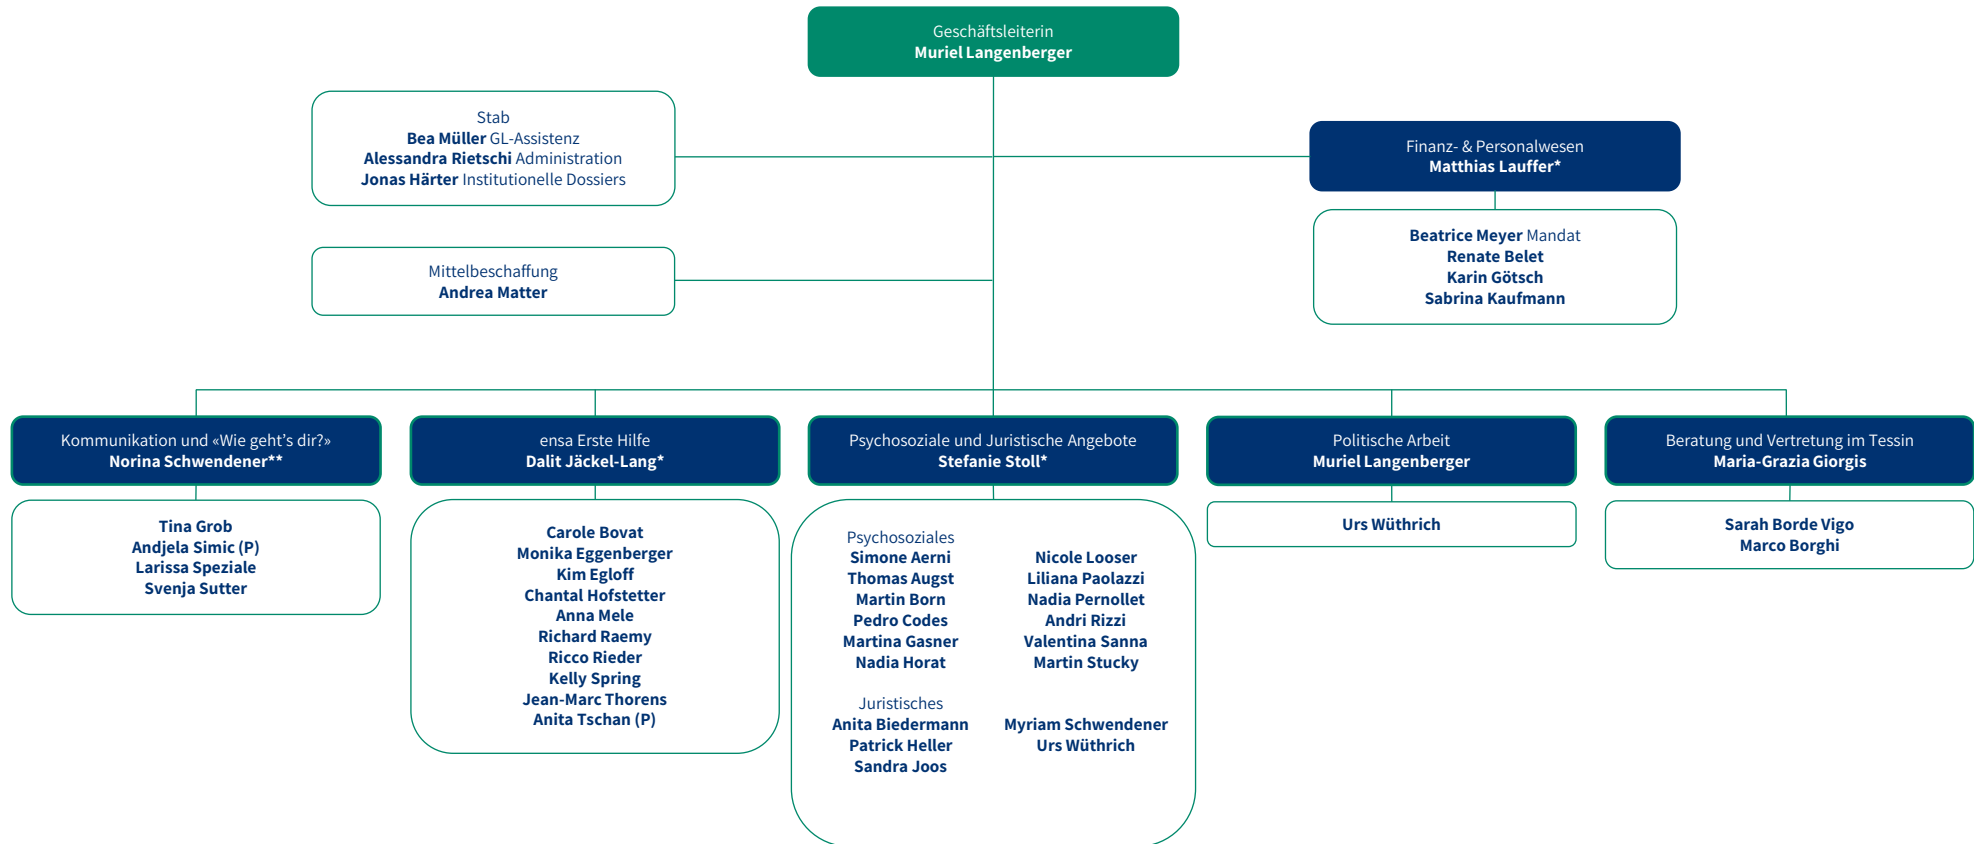 Geschäftsleiterin
Muriel Langenberger
Stab
Bea Müller GL-Assistenz
Alessandra Rietschi Administration
Jonas Härter Institutionelle Dossiers
Finanz- & Personalwesen
Matthias Lauffer*
Beatrice Meyer Mandat
Renate Belet
Karin Götsch
Sabrina Kaufmann
Mittelbeschaffung
Andrea Matter
Kommunikation und «Wie geht’s dir?»
Norina Schwendener**
Tina Grob
Andjela Simic (P)
Larissa Speziale
Svenja Sutter
ensa Erste Hilfe
Dalit Jäckel-Lang*
Carole Bovat
Monika Eggenberger
Kim Egloff
Chantal Hofstetter
Anna Mele
Richard Raemy
Ricco Rieder
Kelly Spring
Jean-Marc Thorens
Anita Tschan (P)
Psychosoziale und Juristische Angebote
Stefanie Stoll*
Psychosoziales
Simone Aerni
Thomas Augst
Martin Born
Pedro Codes
Martina Gasner
Nadia Horat
Nicole Looser
Liliana Paolazzi
Nadia Pernollet
Andri Rizzi
Valentina Sanna
Martin Stucky
Juristisches
Anita Biedermann
Patrick Heller
Sandra Joos
Myriam Schwendener
Urs Wüthrich
Politische Arbeit
Muriel Langenberger
Urs Wüthrich
Beratung und Vertretung im Tessin
Maria-Grazia Giorgis
Sarah Borde Vigo
Marco Borghi